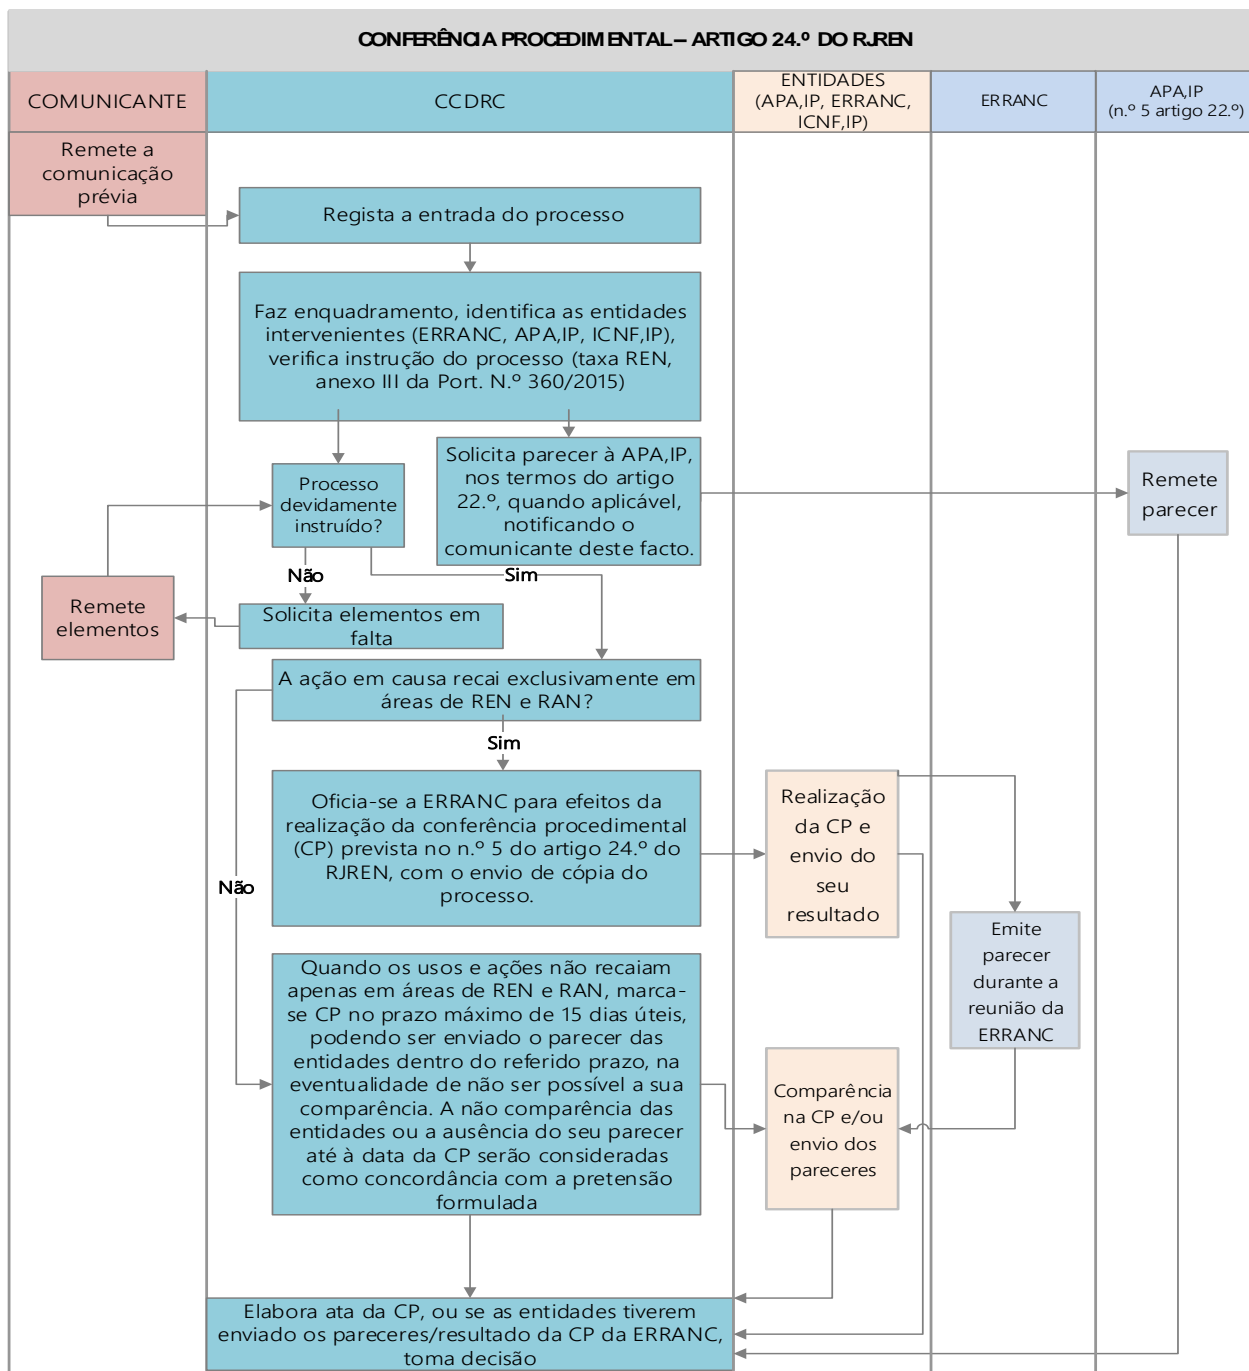 CONFERÊNCIA PROCEDIMENTAL – ARTIGO 24.º DO RJREN
COMUNICANTE
CCDRC
ENTIDADES
(APA,IP, ERRANC,
ICNF,IP)
ERRANC
APA,IP
(n.º 5 artigo 22.º)
Remete a
comunicação
prévia
Regista a entrada do processo
Faz enquadramento, identifica as entidades
intervenientes (ERRANC, APA,IP, ICNF,IP),
verifica instrução do processo (taxa REN,
anexo III da Port. N.º 360/2015)
Processo
devidamente
instruído?
Solicita parecer à APA,IP,
nos termos do artigo
22.º, quando aplicável,
notificando o
comunicante deste facto.
Remete
parecer
Não
Sim
Remete
elementos
Solicita elementos em
falta
A ação em causa recai exclusivamente em
áreas de REN e RAN?
Sim
Não
Oficia-se a ERRANC para efeitos da
realização da conferência procedimental
(CP) prevista no n.º 5 do artigo 24.º do
RJREN, com o envio de cópia do
processo.
Realização
da CP e
envio do
seu
resultado
Emite
parecer
durante a
reunião da
ERRANC
Quando os usos e ações não recaiam
apenas em áreas de REN e RAN, marca-
se CP no prazo máximo de 15 dias úteis,
podendo ser enviado o parecer das
entidades dentro do referido prazo, na
eventualidade de não ser possível a sua
comparência. A não comparência das
entidades ou a ausência do seu parecer
até à data da CP serão consideradas
como concordância com a pretensão
formulada
Comparência
na CP e/ou
envio dos
pareceres
Elabora ata da CP, ou se as entidades tiverem
enviado os pareceres/resultado da CP da ERRANC,
toma decisão